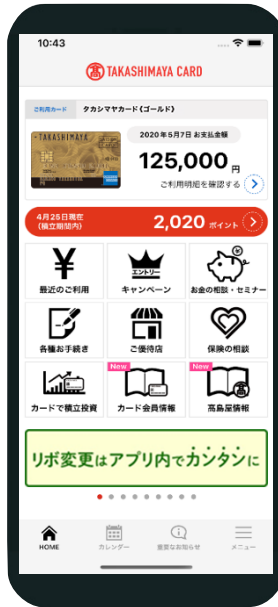 10:43
TAKASHIMAYA CARD
ご利用カード タカシマヤカード《ゴールド》
TAKASHIMAYA
2020年5月7日 お支払金額
125,000円
ご利用明細を確認する
4月25日現在
(積立期間内)
2,020 ポイント
最近のご利用
エントリー
キャンペーン
お金の相談・セミナー
各種お手続き
ご優待店
保険の相談
カードで積立投資
New
カード会員情報
New
髙島屋情報
リボ変更はアプリ内でカンタンに
HOME
カレンダー
重要なお知らせ
メニュー